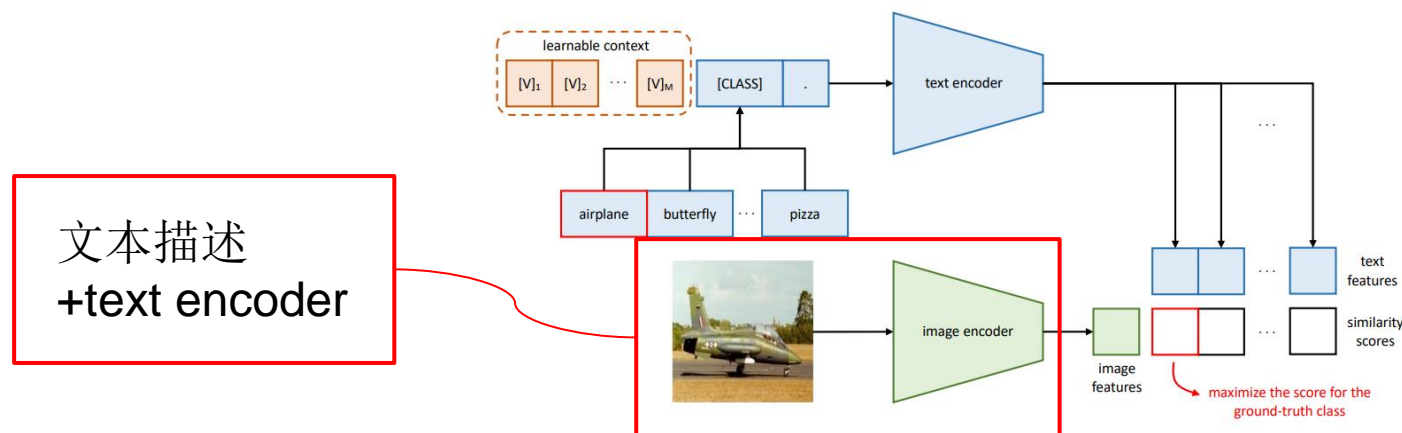 learnable context
[V]₁ [V]₂ ... [V]M [CLASS] .
text encoder
...
airplane butterfly ... pizza
文本描述
+text encoder
image encoder
... text features
... similarity scores
image features
maximize the score for the
ground-truth class